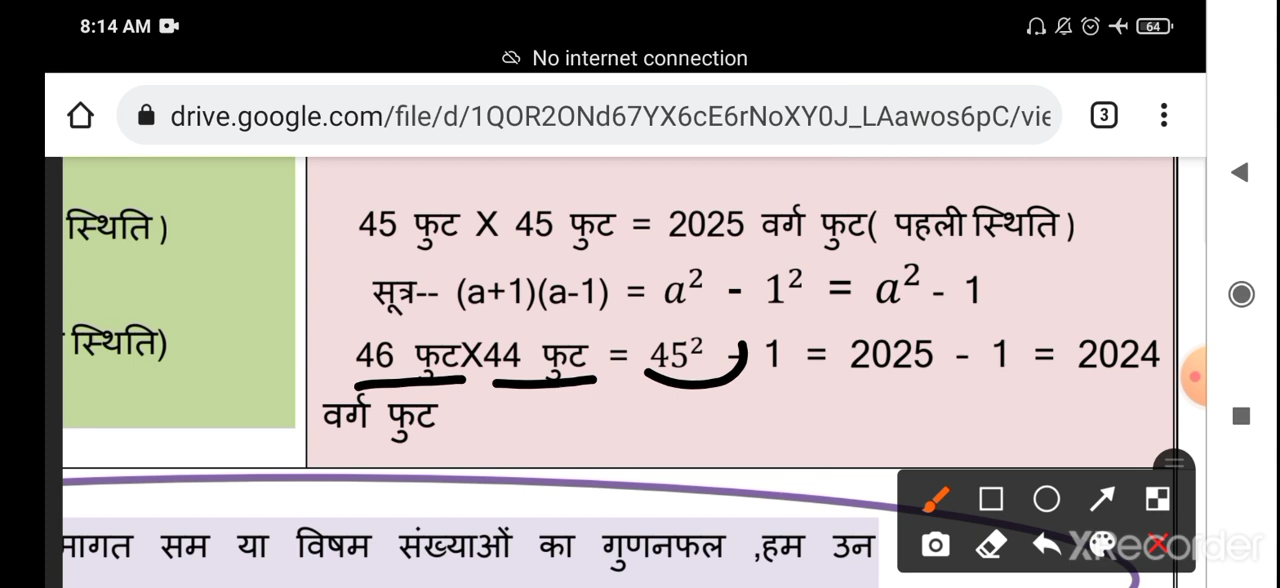 8:14 AM
64
No internet connection
drive.google.com/file/d/1QOR2ONd67YX6cE6rNoXY0J_LAawos6pC/vie
3
स्थिति )
स्थिति)
45 फुट X 45 फुट = 2025 वर्ग फुट( पहली स्थिति )
सूत्र-- (a+1)(a-1) = a² - 1² = a² - 1
46 फुटX44 फुट = 45² - 1 = 2025 - 1 = 2024
वर्ग फुट
मागत सम या विषम संख्याओं का गुणनफल ,हम उन
XRecorder